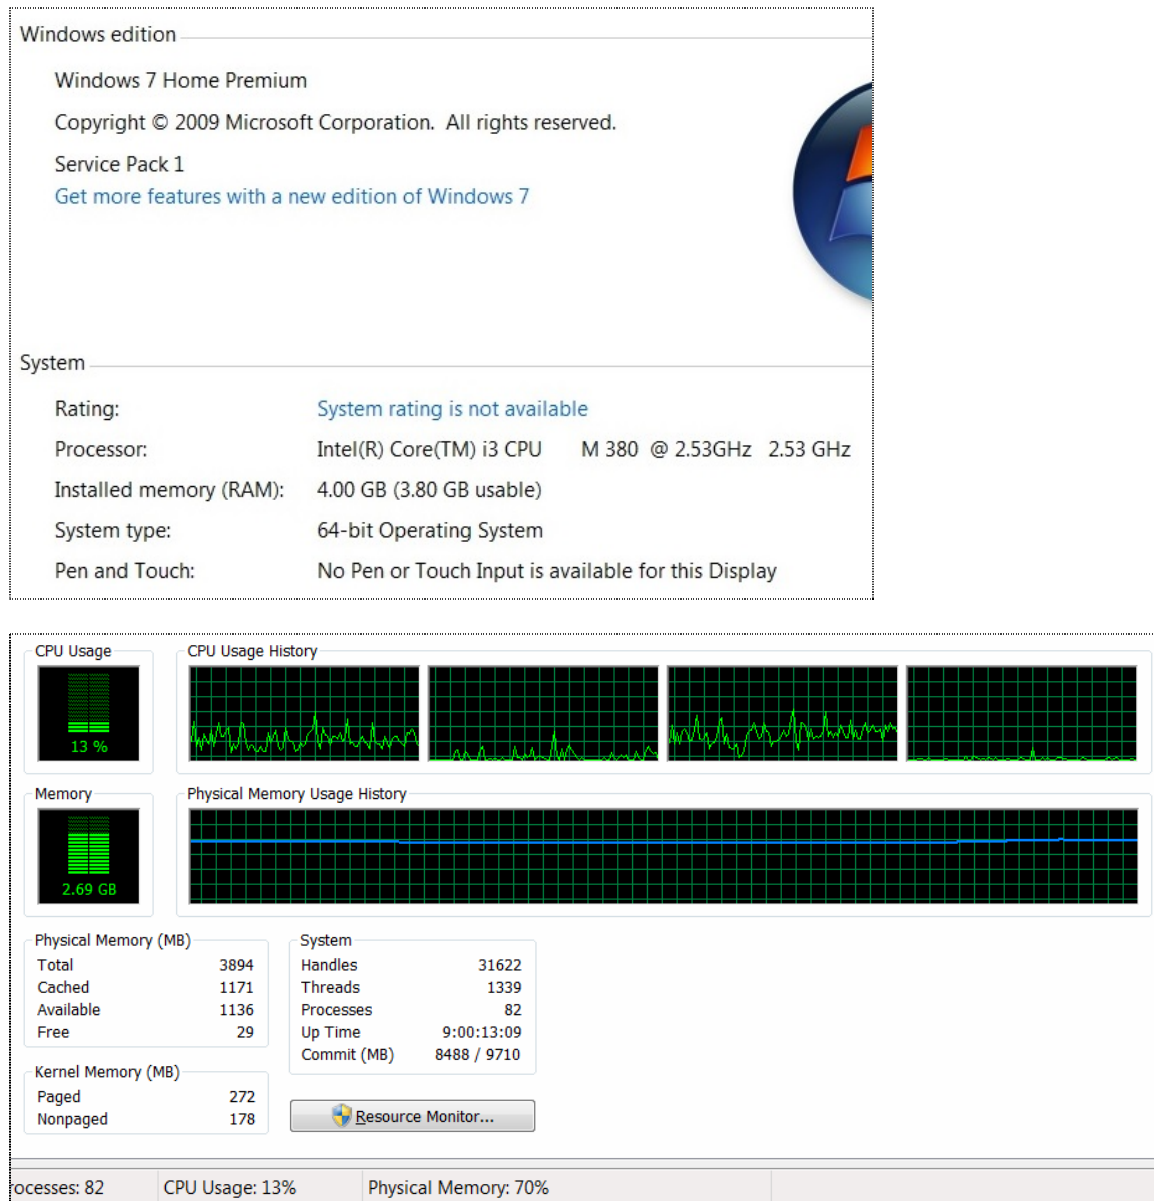 Windows edition
Windows 7 Home Premium
Copyright © 2009 Microsoft Corporation.  All rights reserved.
Service Pack 1
Get more features with a new edition of Windows 7
System
Rating: System rating is not available
Processor: Intel(R) Core(TM) i3 CPU M 380 @ 2.53GHz 2.53 GHz
Installed memory (RAM): 4.00 GB (3.80 GB usable)
System type: 64-bit Operating System
Pen and Touch: No Pen or Touch Input is available for this Display
CPU Usage CPU Usage History
13 %
Memory Physical Memory Usage History
2.69 GB
Physical Memory (MB)
Total 3894
Cached 1171
Available 1136
Free 29
Kernel Memory (MB)
Paged 272
Nonpaged 178
System
Handles 31622
Threads 1339
Processes 82
Up Time 9:00:13:09
Commit (MB) 8488 / 9710
Resource Monitor...
rocesses: 82 CPU Usage: 13% Physical Memory: 70%